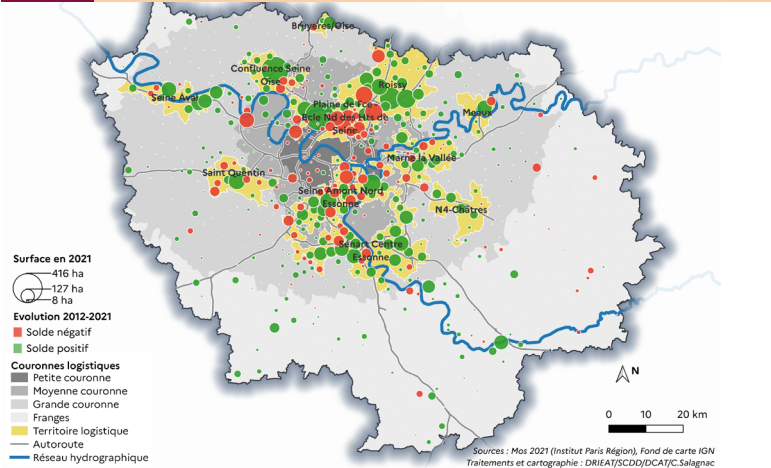 Bruyères/Oise
Confluence Seine
Oise
Roissy
Seine Aval
Plaine de Fce
Bcle Nd des Hts de
Seine
Meaux
Marne la Vallée
Saint Quentin
Seine Amont Nord
Essonne
N4-Chatres
Sénart Centre
Essonne
Surface en 2021
416 ha
127 ha
8 ha
Evolution 2012-2021
Solde négatif
Solde positif
Couronnes logistiques
Petite couronne
Moyenne couronne
Grande couronne
Franges
Territoire logistique
Autoroute
Réseau hydrographique
N
0 10 20 km
Sources : Mos 2021 (Institut Paris Région), Fond de carte IGN
Traitements et cartographie : DRIEAT/SCDD/DCAT/C.Salagnac